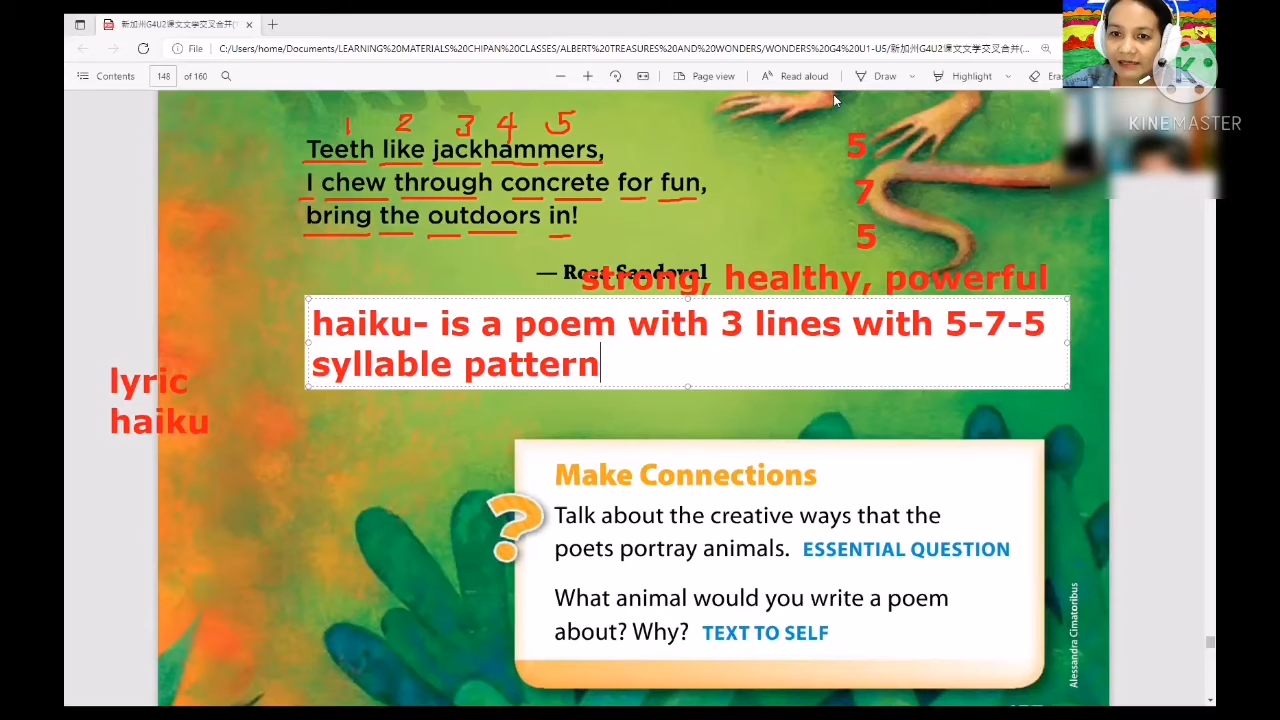 新加州G4U2课文文学交叉合并(
File
C:/Users/home/Documents/LEARNING%20MATERIALS%20CHIPAN%20CLASSES/ALBERT%20TREASURES%20AND%20WONDERS/WONDERS%20G4%20U1-U5/新加州G4U2课文文学交叉合并(...
Contents
148
of 160
Page view
Read aloud
Draw
Highlight
Eras
KINEMASTER
1 2 3 4 5
Teeth like jackhammers,
5
I chew through concrete for fun,
7
bring the outdoors in!
5
— Rosa Sandoval
strong, healthy, powerful
haiku- is a poem with 3 lines with 5-7-5
syllable pattern
lyric
haiku
Make Connections
?
Talk about the creative ways that the
poets portray animals. ESSENTIAL QUESTION
What animal would you write a poem
about? Why? TEXT TO SELF
Alessandra Cimatoribus